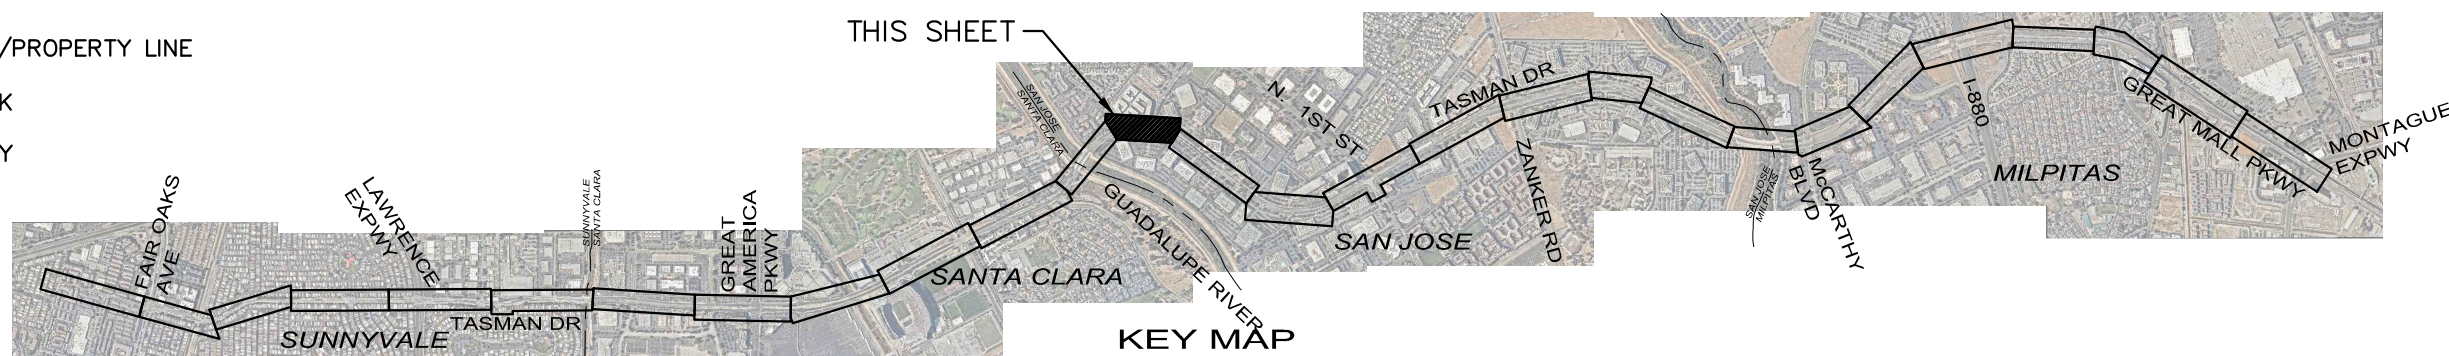 /PROPERTY LINE
K
Y
THIS SHEET
FAIR OAKS
AVE
LAWRENCE
EXPWY
SUNNYVALE
SANTA CLARA
SUNNYVALE
TASMAN DR
GREAT
AMERICA
PKWY
SANTA CLARA
SAN JOSE
SANTA CLARA
GUADALUPE RIVER
N. 1ST ST
SAN JOSE
TASMAN DR
ZANKER RD
SAN JOSE
MILPITAS
McCARTHY
BLVD
I-880
MILPITAS
GREAT MALL PKWY
MONTAGUE
EXPWY
KEY MAP